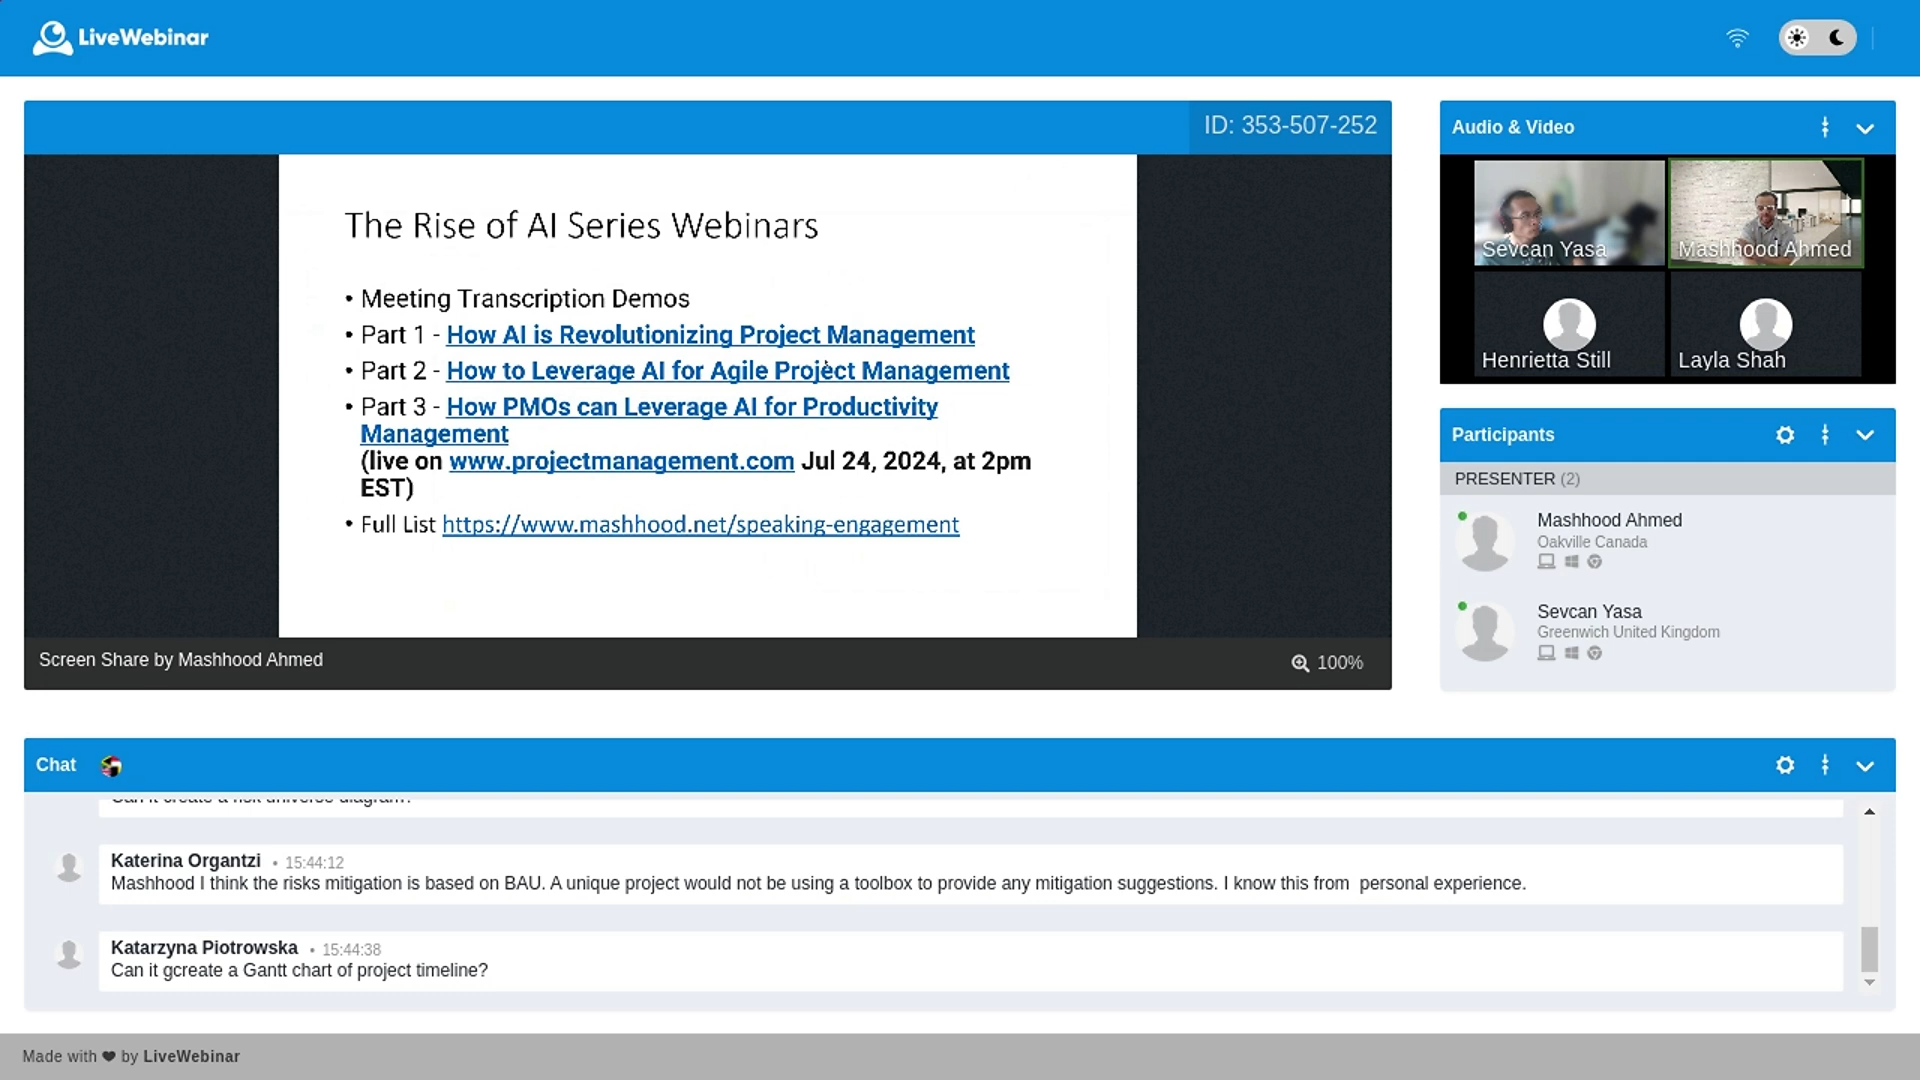 LiveWebinar
ID: 353-507-252
The Rise of AI Series Webinars
• Meeting Transcription Demos
• Part 1 - How AI is Revolutionizing Project Management
• Part 2 - How to Leverage AI for Agile Project Management
• Part 3 - How PMOs can Leverage AI for Productivity
Management
(live on www.projectmanagement.com Jul 24, 2024, at 2pm
EST)
• Full List https://www.mashhood.net/speaking-engagement
Screen Share by Mashhood Ahmed
100%
Audio & Video
Sevcan Yasa
Mashhood Ahmed
Henrietta Still
Layla Shah
Participants
PRESENTER (2)
Mashhood Ahmed
Oakville Canada
Sevcan Yasa
Greenwich United Kingdom
Chat
Can it create a risk universe diagram?
Katerina Organtzi • 15:44:12
Mashhood I think the risks mitigation is based on BAU. A unique project would not be using a toolbox to provide any mitigation suggestions. I know this from  personal experience.
Katarzyna Piotrowska • 15:44:38
Can it gcreate a Gantt chart of project timeline?
Made with ❤ by LiveWebinar